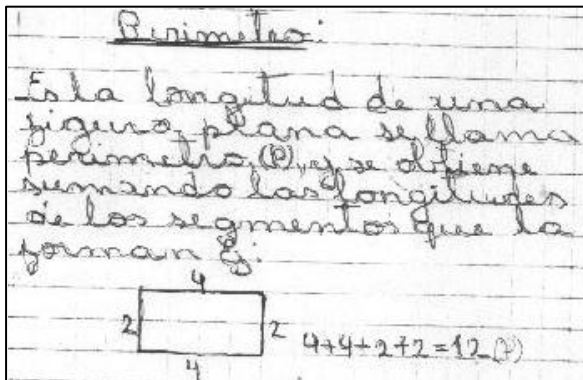 Perimetro:
Es la longitud de una
figura plana se llama
perimetro (P), y se obtiene
sumando las longitudes
de los segmentos que la
forman Ej:
4
2
2
4+4+2+2=12 (P)
4